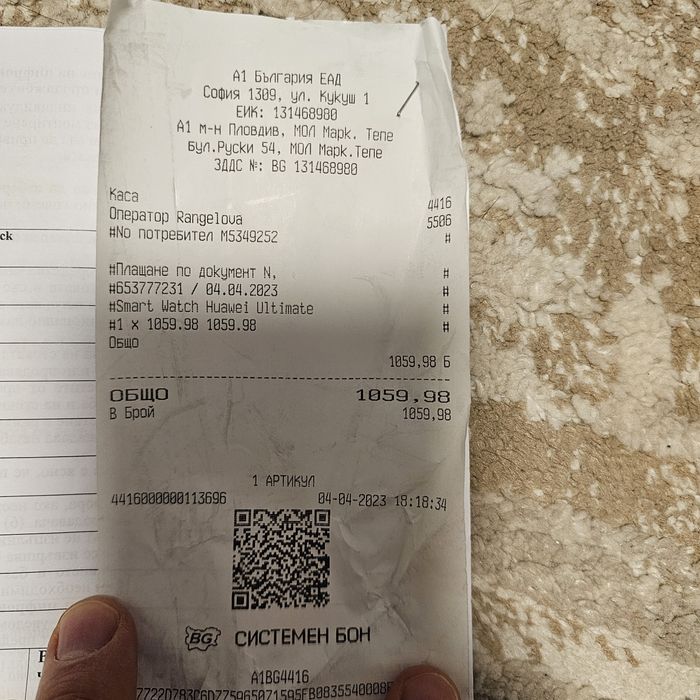 А1 България ЕАД
София 1309, ул. Кукуш 1
ЕИК: 131468980
А1 м-н Пловдив, МОЛ Марк. Тепе
Бул.Руски 54, МОЛ Марк.Тепе
ЗДДС №: BG 131468980
Каса 4416
Оператор Rangelova 5506
#No потребител M5349252 #
#Плащане по документ N, #
#653777231 / 04.04.2023 #
#Smart Watch Huawei Ultimate #
#1 x 1059.98 1059.98 #
Общо
1059,98 Б
ОБЩО 1059,98
В Брой 1059,98
1 АРТИКУЛ
4416000000113696 04-04-2023 18:18:34
BG СИСТЕМЕН БОН
A1BG4416
ck